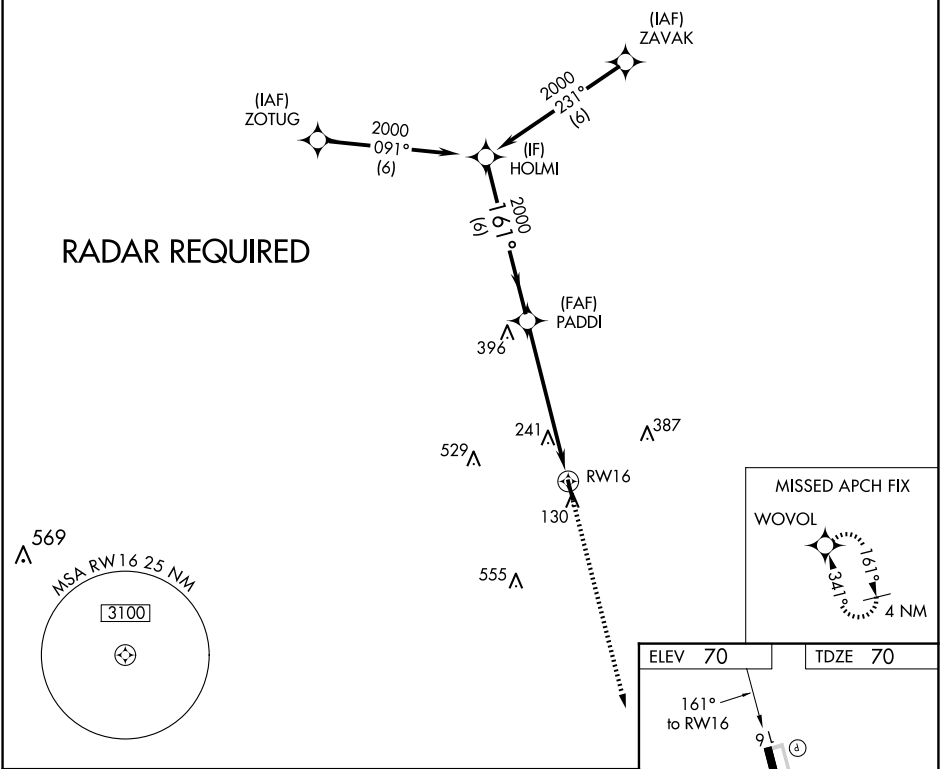 (IAF)
ZAVAK
2000
231°
(6)
(IAF)
ZOTUG
2000
091°
(6)
(IF)
HOLMI
2000
161°
(6)
RADAR REQUIRED
(FAF)
PADDI
396
241
387
529
RW16
130
MISSED APCH FIX
WOVOL
161°
341°
4 NM
569
MSA RW16 25 NM
3100
555
ELEV 70
TDZE 70
161°
to RW16
16
P